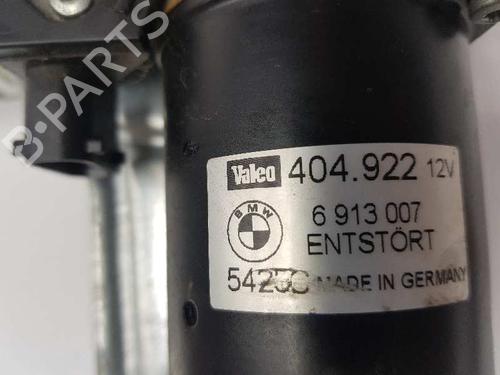 B-PARTS
Valeo 404.922 12V
BMW
6 913 007
ENTSTÖRT
MADE IN GERMANY